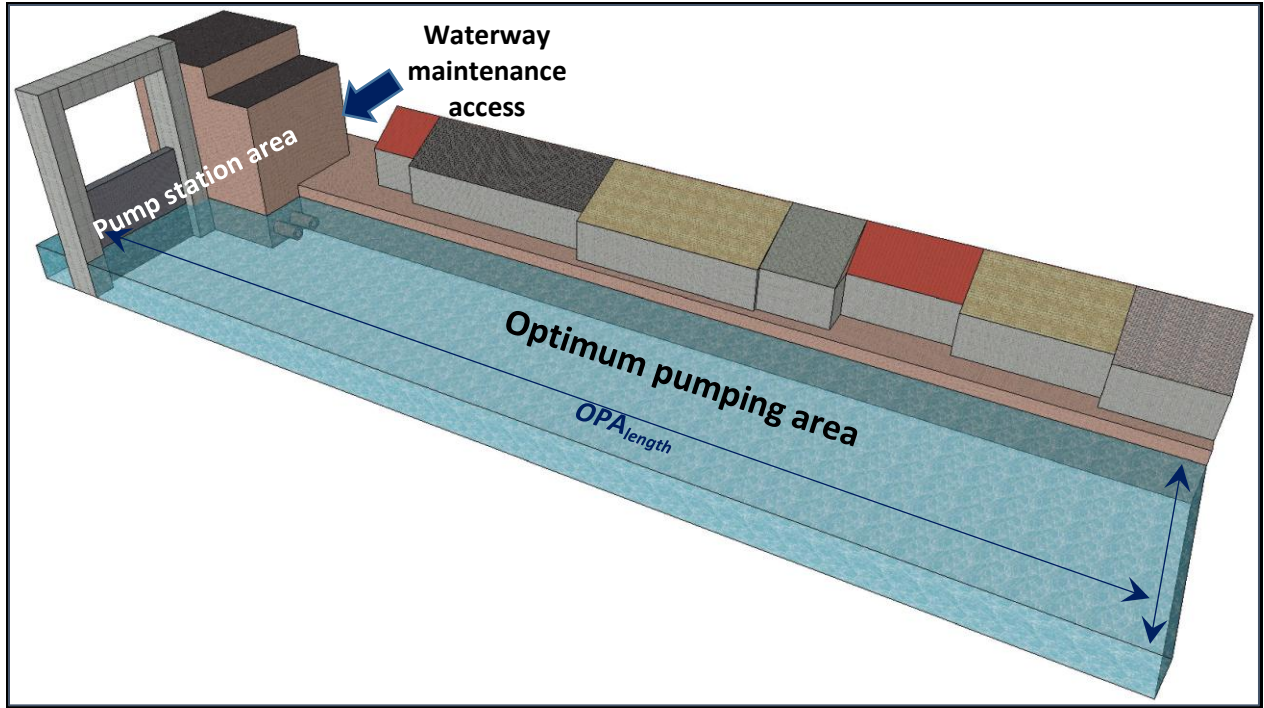 Waterway
maintenance
access
Pump station area
Optimum pumping area
OPAlength